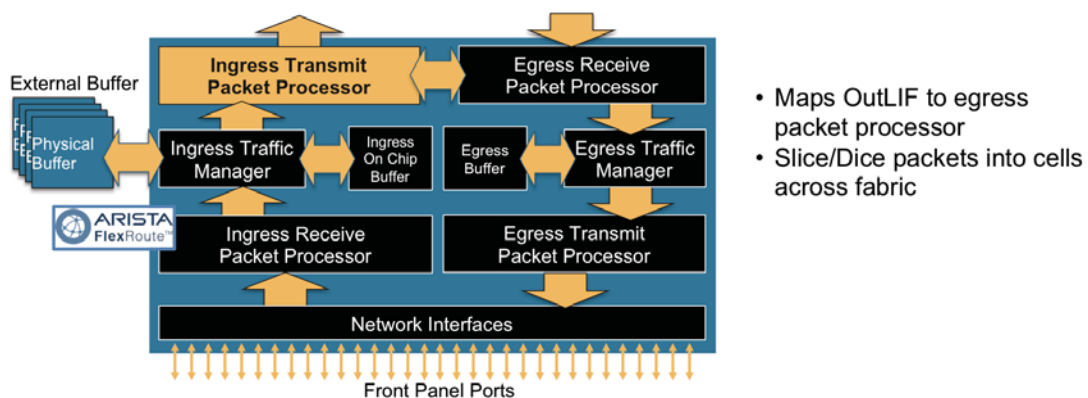 Ingress Transmit
Packet Processor
Egress Receive
Packet Processor
External Buffer
Physical
Buffer
Ingress Traffic
Manager
Ingress
On Chip
Buffer
Egress
Buffer
Egress Traffic
Manager
ARISTA
FlexRoute™
Ingress Receive
Packet Processor
Egress Transmit
Packet Processor
Network Interfaces
Front Panel Ports
• Maps OutLIF to egress
packet processor
• Slice/Dice packets into cells
across fabric